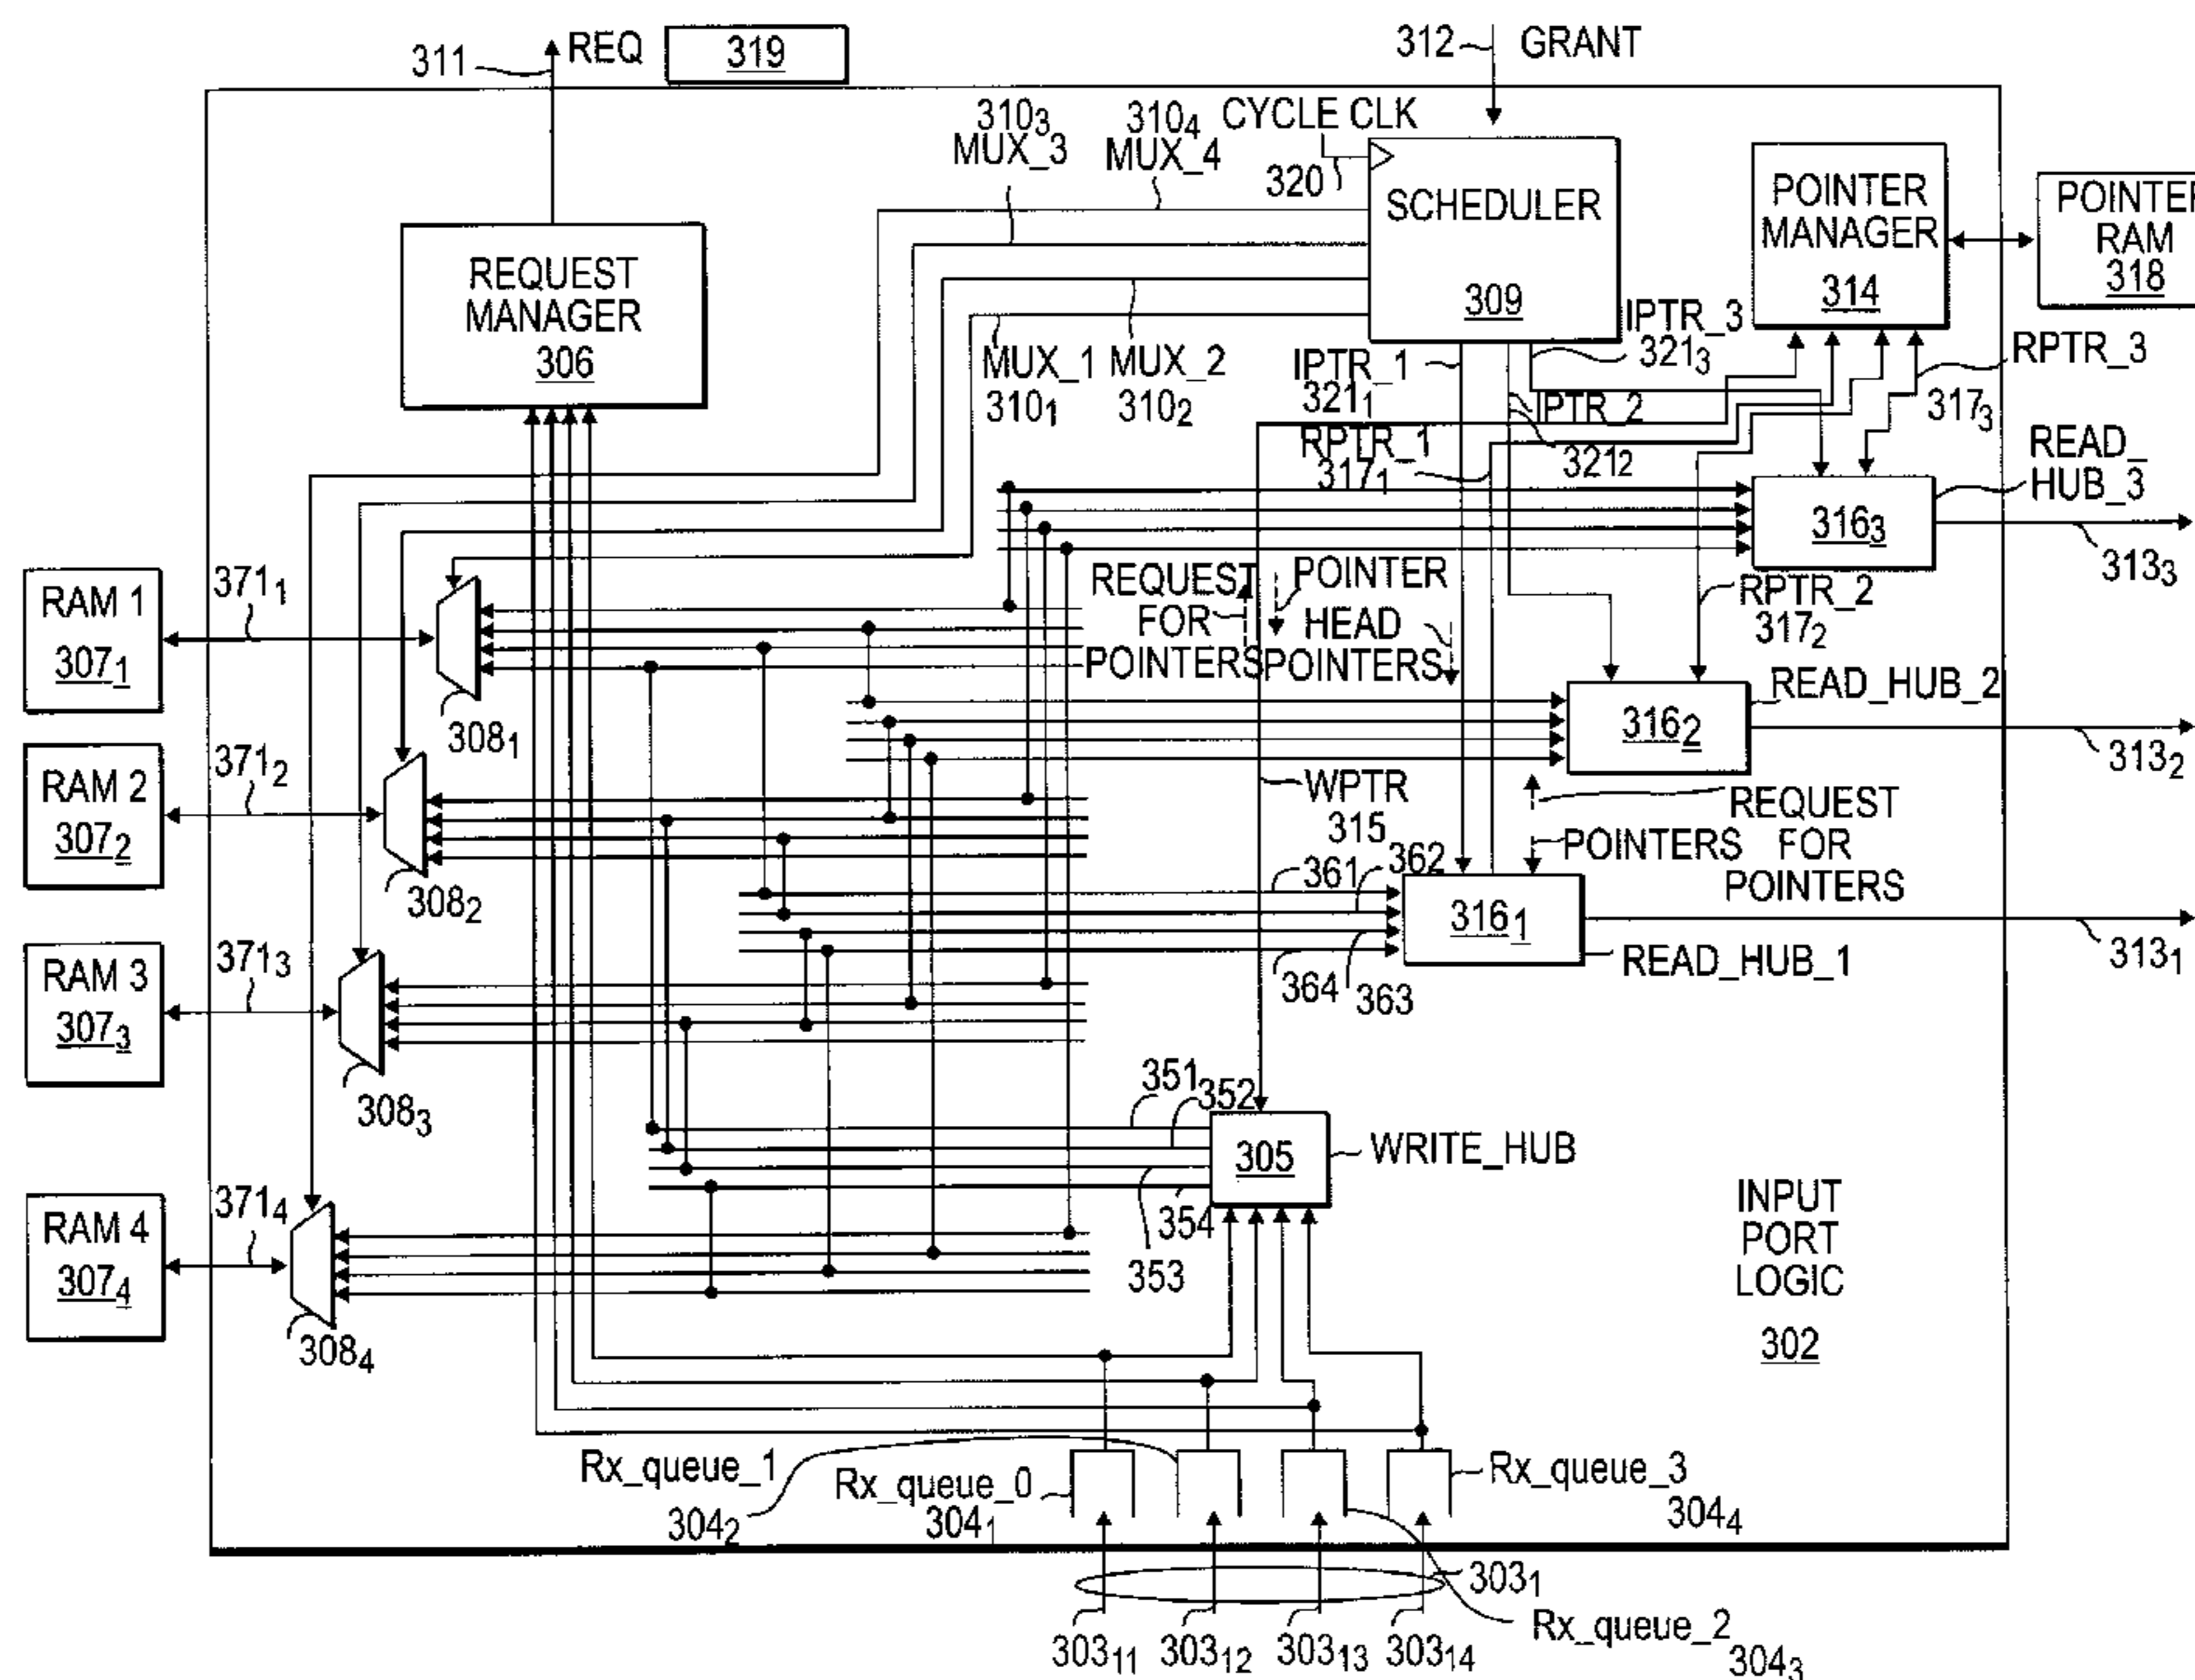 311
REQ
319
312
GRANT
310₃
MUX_3
310₄
MUX_4
CYCLE CLK
320
SCHEDULER
309
POINTER
MANAGER
314
POINTER
RAM
318
REQUEST
MANAGER
306
MUX_1
310₁
MUX_2
310₂
IPTR_1
321₁
IPTR_3
321₃
IPTR_2
321₂
RPTR_1
317₁
RPTR_3
317₃
READ_
HUB_3
316₃
313₃
RAM 1
307₁
371₁
308₁
REQUEST
FOR
POINTERS
POINTER
HEAD
POINTERS
RPTR_2
317₂
READ_HUB_2
316₂
313₂
RAM 2
307₂
371₂
308₂
WPTR
315
REQUEST
FOR
POINTERS
POINTERS
361
362
316₁
READ_HUB_1
313₁
364
363
RAM 3
307₃
371₃
308₃
351
352
305
WRITE_HUB
354
353
RAM 4
307₄
371₄
308₄
INPUT
PORT
LOGIC
302
Rx_queue_1
304₂
Rx_queue_0
304₁
Rx_queue_3
304₄
303₁
303₁₁
303₁₂
303₁₃
303₁₄
Rx_queue_2
304₃